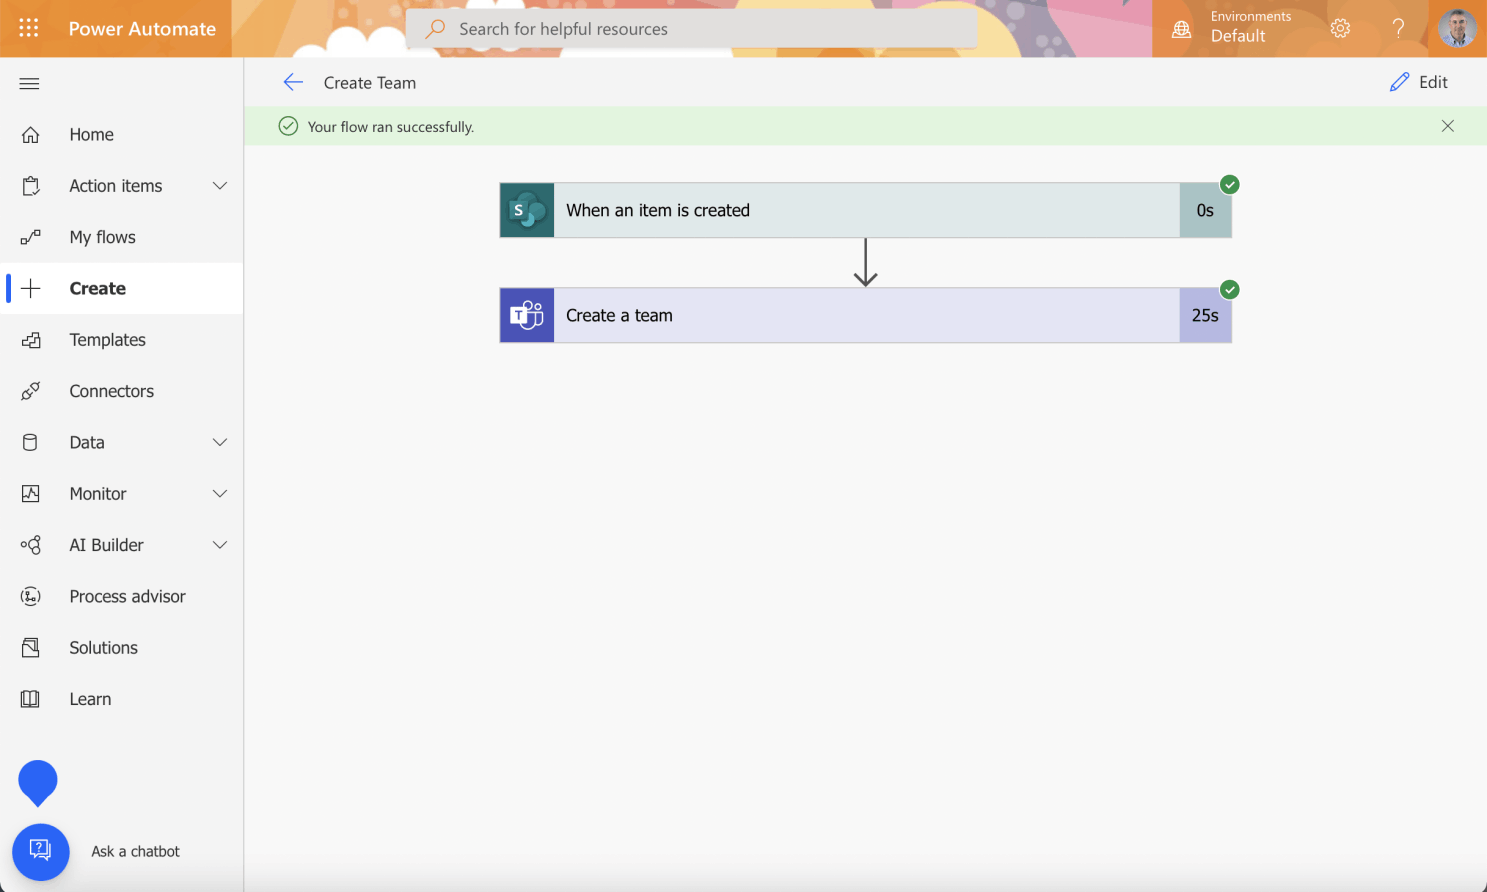 Power Automate
Search for helpful resources
Environments
Default
Create Team
Edit
Your flow ran successfully.
Home
Action items
My flows
Create
Templates
Connectors
Data
Monitor
AI Builder
Process advisor
Solutions
Learn
Ask a chatbot
S
When an item is created
0s
T
Create a team
25s